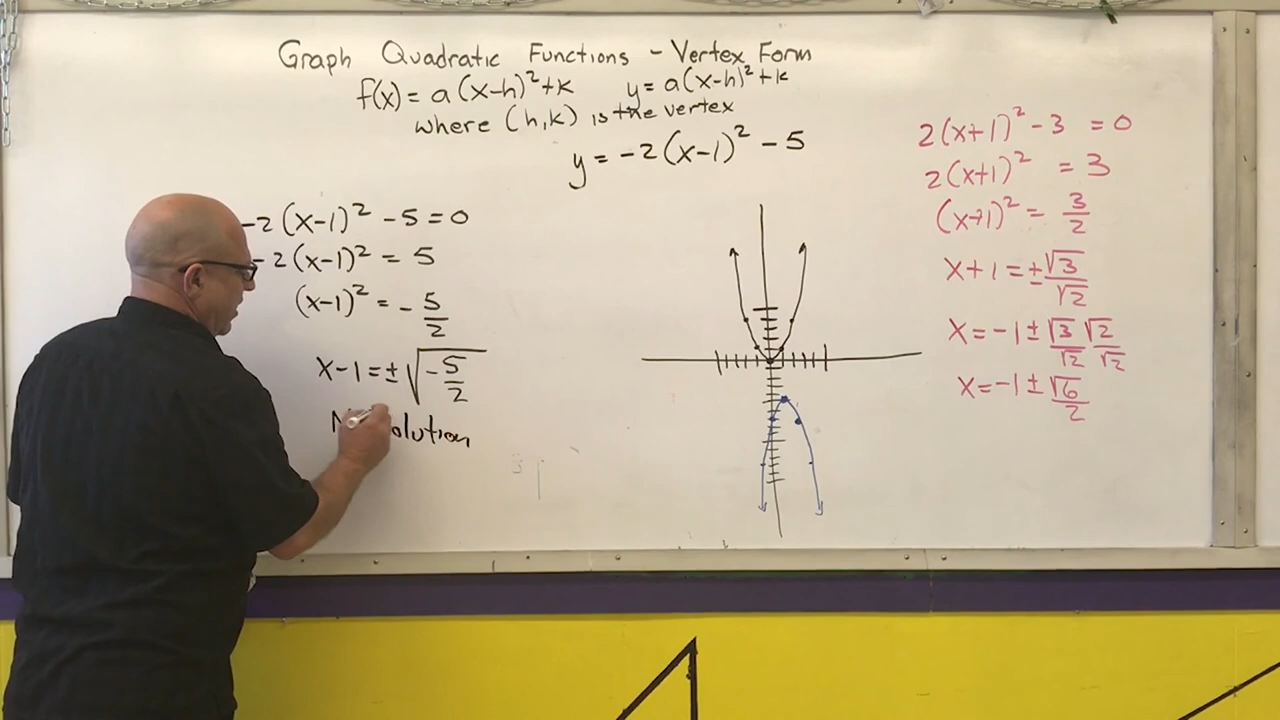 Graph Quadratic Functions - Vertex Form
f(x) = a(x-h)²+k y = a(x-h)²+k
where (h,k) is the vertex
y = -2(x-1)² - 5
-2(x-1)² - 5 = 0
-2(x-1)² = 5
(x-1)² = - 5/2
x-1 = ± √(-5/2)
2(x+1)² - 3 = 0
2(x+1)² = 3
(x+1)² = 3/2
x+1 = ± √3/√2
x = -1 ± √3/√2 √2/√2
x = -1 ± √6/2